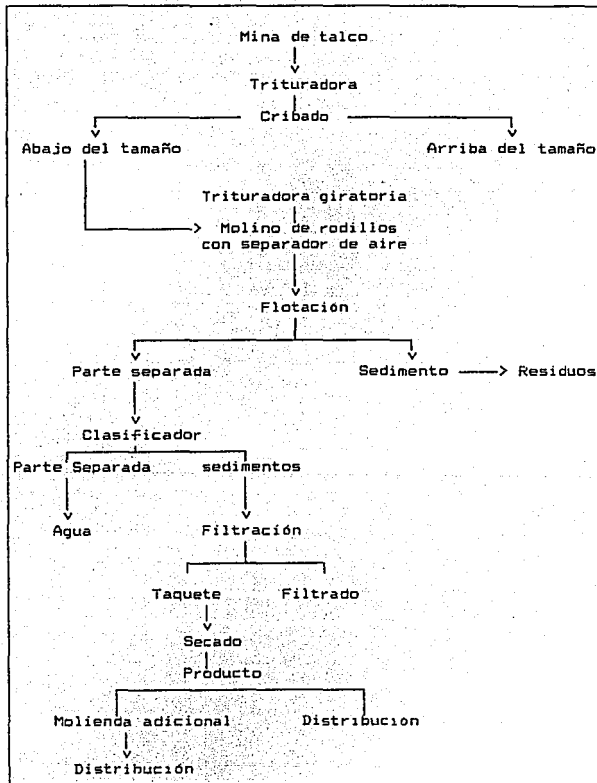 Mina de talco
Trituradora
Cribado
Abajo del tamaño
Arriba del tamaño
Trituradora giratoria
Molino de rodillos
con separador de aire
Flotación
Parte separada
Sedimento
Residuos
Clasificador
Parte Separada
sedimentos
Agua
Filtración
Taquete
Filtrado
Secado
Producto
Molienda adicional
Distribución
Distribución